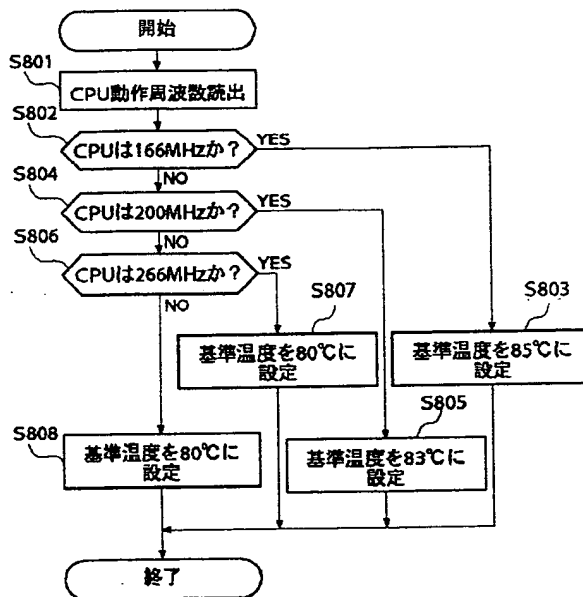 開始
S801
CPU動作周波数読出
S802
CPUは166MHzか?
YES
NO
S804
CPUは200MHzか?
YES
NO
S806
CPUは266MHzか?
YES
NO
S807
基準温度を80℃に
設定
S803
基準温度を85℃に
設定
S808
基準温度を80℃に
設定
S805
基準温度を83℃に
設定
終了